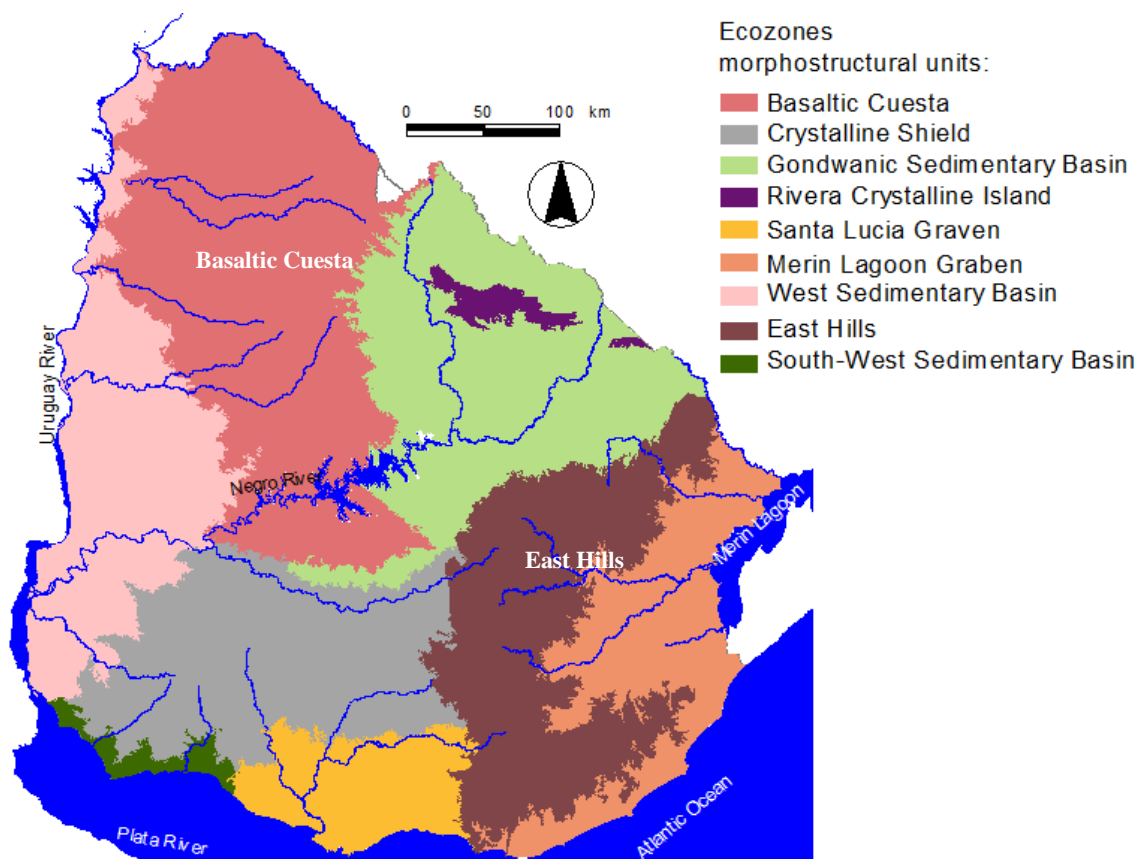 Ecozones
morphostructural units:
Basaltic Cuesta
Crystalline Shield
Gondwanic Sedimentary Basin
Rivera Crystalline Island
Santa Lucia Graven
Merin Lagoon Graben
West Sedimentary Basin
East Hills
South-West Sedimentary Basin
0 50 100 km
Basaltic Cuesta
Uruguay River
Negro River
East Hills
Merin Lagoon
Atlantic Ocean
Plata River